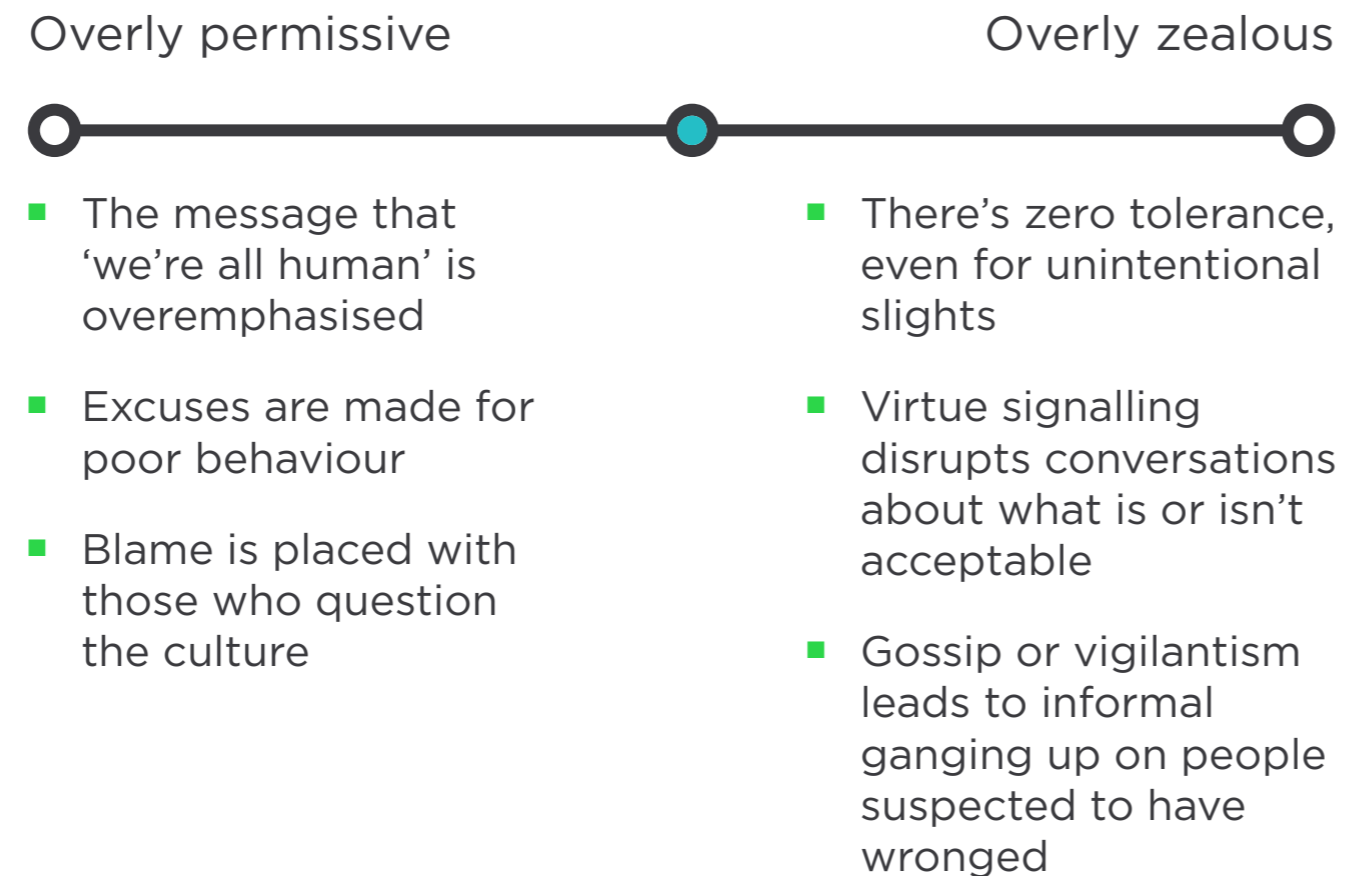 Overly permissive
Overly zealous
The message that
‘we’re all human’ is
overemphasised
Excuses are made for
poor behaviour
Blame is placed with
those who question
the culture
There’s zero tolerance,
even for unintentional
slights
Virtue signalling
disrupts conversations
about what is or isn’t
acceptable
Gossip or vigilantism
leads to informal
ganging up on people
suspected to have
wronged